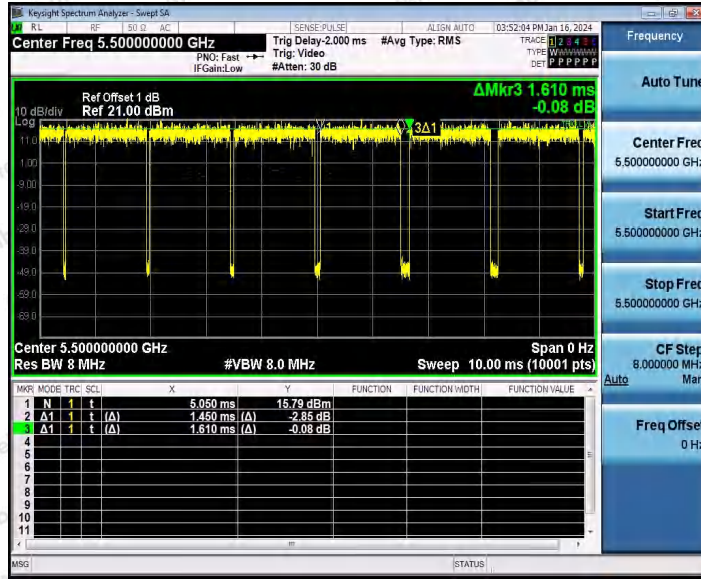 Keysight Spectrum Analyzer - Swept SA
RL RF 50 Ω AC SENSE:PULSE ALIGN AUTO 03:52:04 PM Jan 16, 2024
Center Freq 5.500000000 GHz
PNO: Fast
IFGain:Low
Trig Delay-2.000 ms
Trig: Video
#Atten: 30 dB
#Avg Type: RMS
TRACE 1 2 3 4 5 6
TYPE WWWWWW
DET P P P P P P
Frequency
Auto Tune
Center Freq
5.500000000 GHz
Start Freq
5.500000000 GHz
Stop Freq
5.500000000 GHz
CF Step
8.000000 MHz
Auto Man
Freq Offset
0 Hz
ΔMkr3 1.610 ms
-0.08 dB
Ref Offset 1 dB
10 dB/div Ref 21.00 dBm
Log
11.0
1.00
-9.00
-19.0
-29.0
-39.0
-49.0
-59.0
-69.0
3Δ1
Center 5.500000000 GHz Span 0 Hz
Res BW 8 MHz #VBW 8.0 MHz Sweep 10.00 ms (10001 pts)
MKR MODE TRC SCL X Y FUNCTION FUNCTION WIDTH FUNCTION VALUE
1 N 1 t 5.050 ms 15.79 dBm
2 Δ1 1 t (Δ) 1.450 ms (Δ) -2.85 dB
3 Δ1 1 t (Δ) 1.610 ms (Δ) -0.08 dB
4
5
6
7
8
9
10
11
MSG STATUS